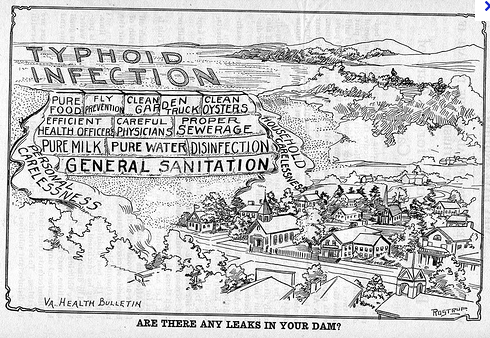 TYPHOID
INFECTION
PURE FOOD
FLY PREVENTION
CLEAN GARDEN TRUCK
CLEAN OYSTERS
EFFICIENT HEALTH OFFICERS
CAREFUL PHYSICIANS
PROPER SEWERAGE
PURE MILK
PURE WATER
DISINFECTION
GENERAL SANITATION
PERSONAL CARELESSNESS
HOUSEHOLD CARELESSNESS
VA. HEALTH BULLETIN
ROSTRUP
ARE THERE ANY LEAKS IN YOUR DAM?